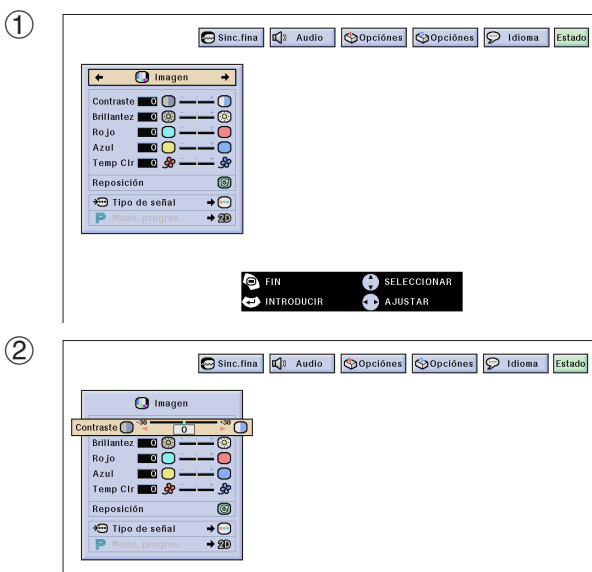 ①
Sinc.fina Audio Opciónes Opciónes Idioma Estado
Imagen
Contraste 0
Brillantez 0
Rojo 0
Azul 0
Temp Clr 0
Reposición
Tipo de señal
P Modo. progres. 2D
FIN SELECCIONAR
INTRODUCIR AJUSTAR
②
Sinc.fina Audio Opciónes Opciónes Idioma Estado
Imagen
Contraste -30 0 +30
Brillantez 0
Rojo 0
Azul 0
Temp Clr 0
Reposición
Tipo de señal
P Modo. progres. 2D